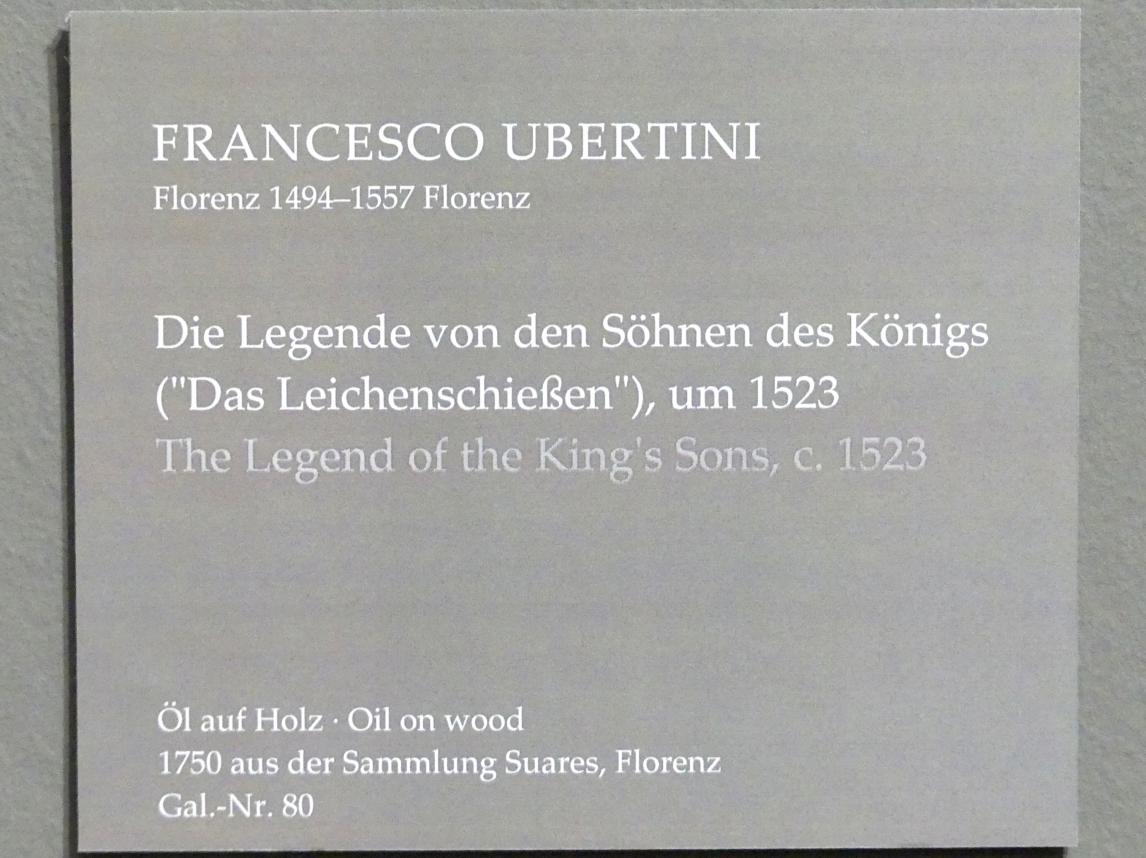 FRANCESCO UBERTINI
Florenz 1494–1557 Florenz
Die Legende von den Söhnen des Königs
("Das Leichenschießen"), um 1523
The Legend of the King's Sons, c. 1523
Öl auf Holz · Oil on wood
1750 aus der Sammlung Suares, Florenz
Gal.-Nr. 80